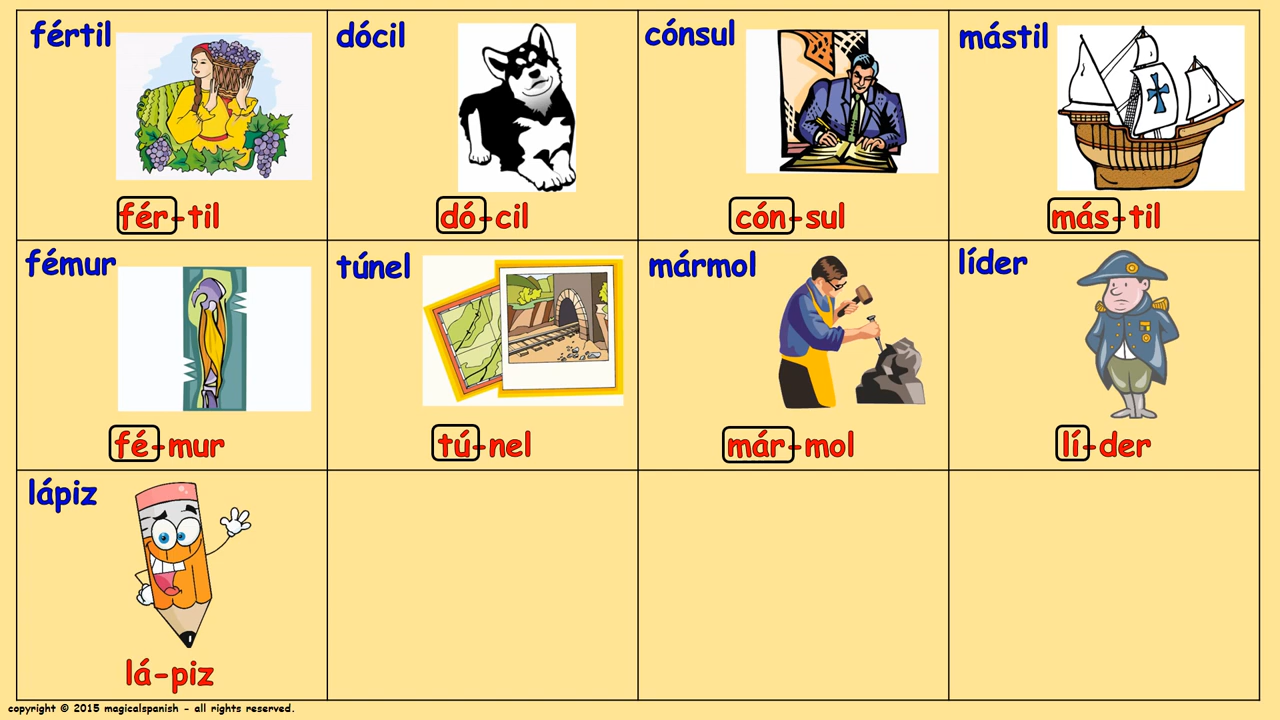 fértil
fér-til
dócil
dó-cil
cónsul
cón-sul
mástil
más-til
fémur
fé-mur
túnel
tú-nel
mármol
már-mol
líder
lí-der
lápiz
lá-piz
copyright © 2015 magicalspanish - all rights reserved.